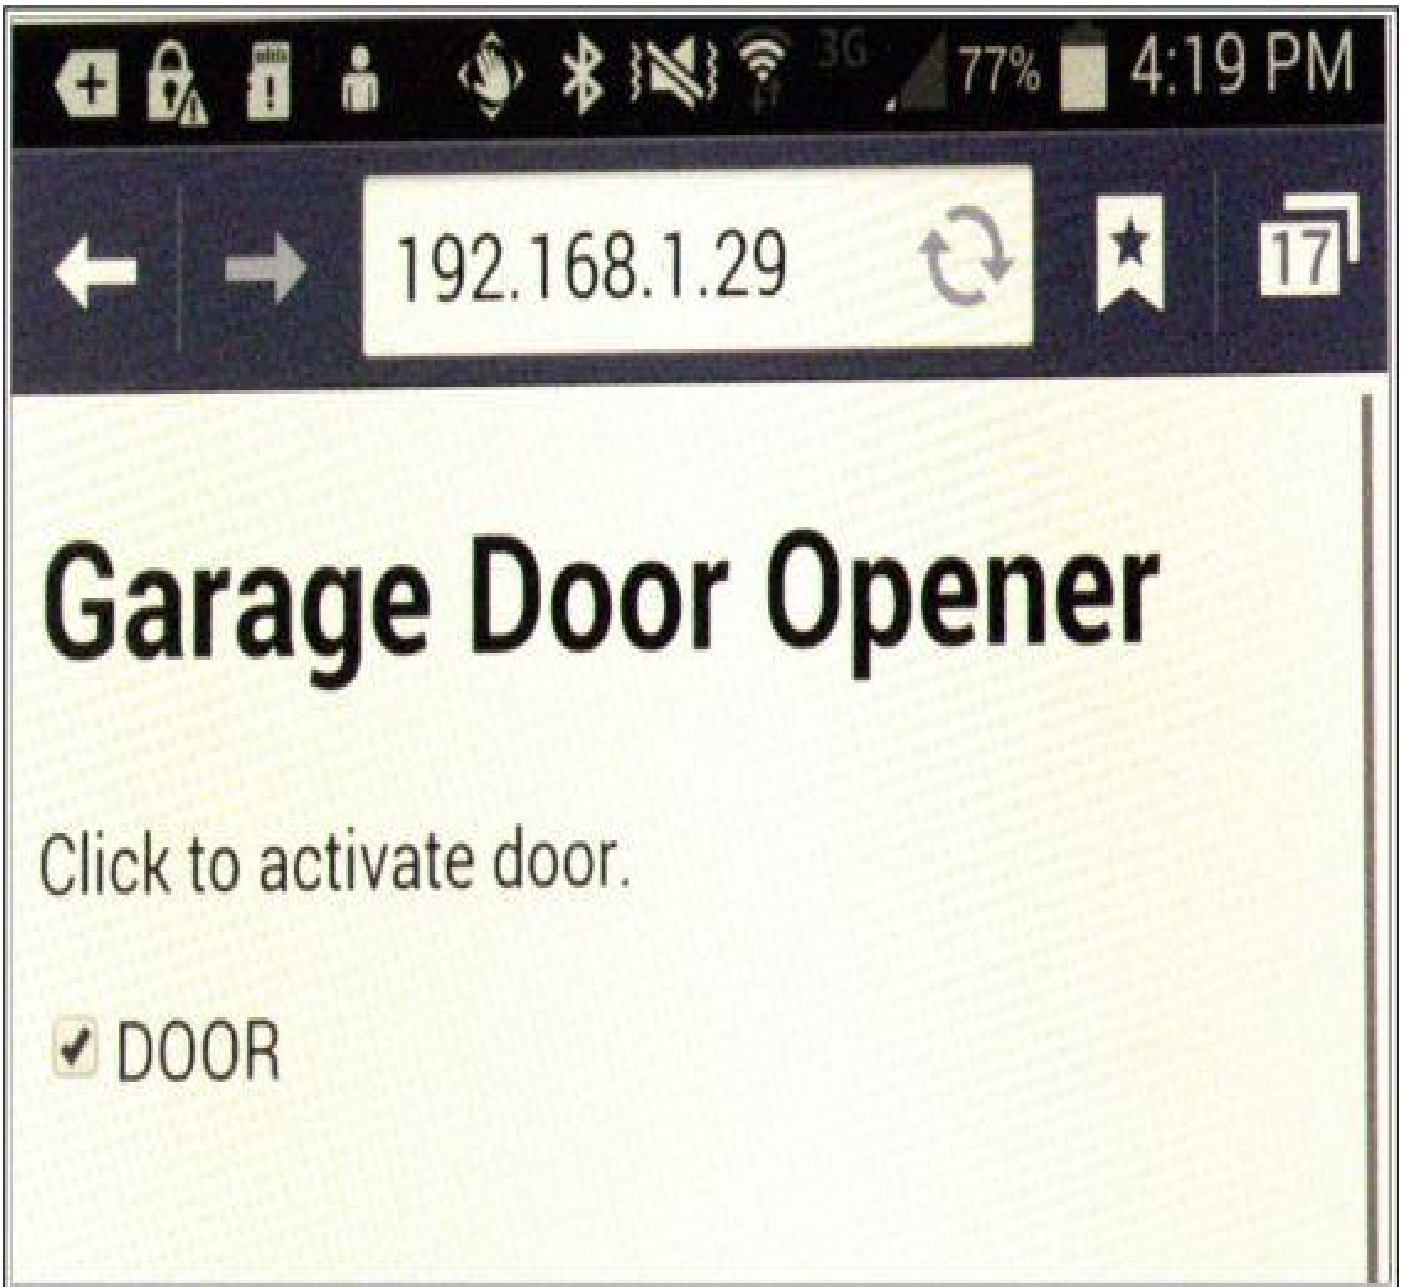 3G 77% 4:19 PM
192.168.1.29 17
Garage Door Opener
Click to activate door.
DOOR